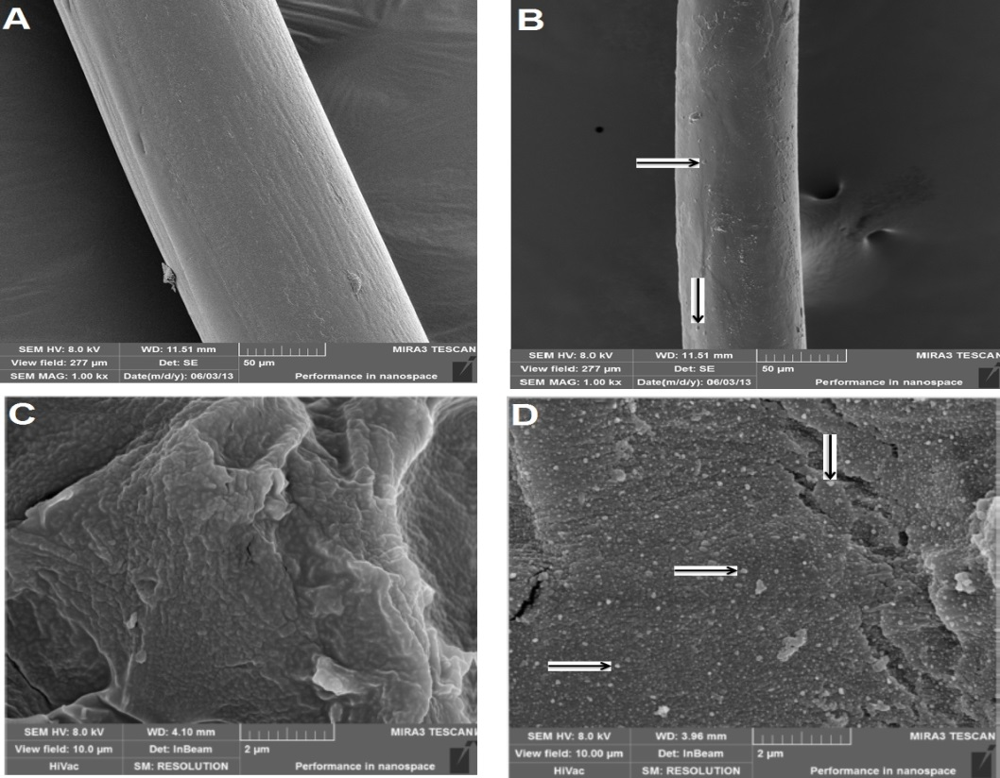 A
SEM HV: 8.0 kV WD: 11.51 mm MIRA3 TESCAN
View field: 277 µm Det: SE 50 µm
SEM MAG: 1.00 kx Date(m/d/y): 06/03/13 Performance in nanospace
B
SEM HV: 8.0 kV WD: 11.51 mm MIRA3 TESCAN
View field: 277 µm Det: SE 50 µm
SEM MAG: 1.00 kx Date(m/d/y): 06/03/13 Performance in nanospace
C
SEM HV: 8.0 kV WD: 4.10 mm MIRA3 TESCAN
View field: 10.0 µm Det: InBeam 2 µm
HiVac SM: RESOLUTION Performance in nanospace
D
SEM HV: 8.0 kV WD: 3.96 mm MIRA3 TESCAN
View field: 10.00 µm Det: InBeam 2 µm
HiVac SM: RESOLUTION Performance in nanospace